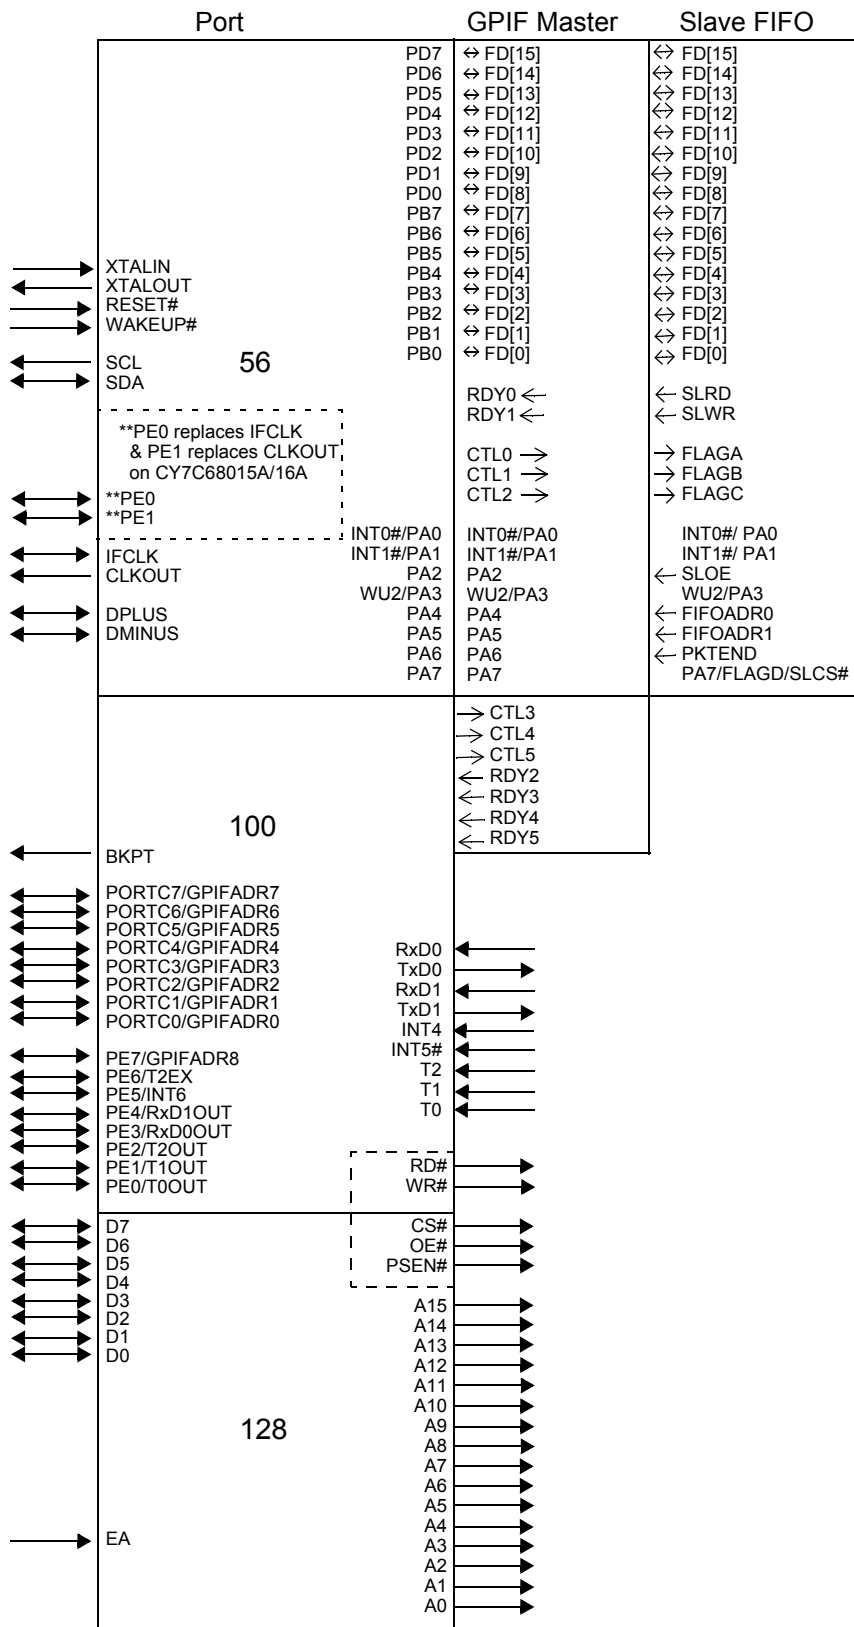 Port GPIF Master Slave FIFO
PD7 FD[15] FD[15]
PD6 FD[14] FD[14]
PD5 FD[13] FD[13]
PD4 FD[12] FD[12]
PD3 FD[11] FD[11]
PD2 FD[10] FD[10]
PD1 FD[9] FD[9]
PD0 FD[8] FD[8]
PB7 FD[7] FD[7]
PB6 FD[6] FD[6]
PB5 FD[5] FD[5]
XTALIN PB4 FD[4] FD[4]
XTALOUT PB3 FD[3] FD[3]
RESET# PB2 FD[2] FD[2]
WAKEUP# PB1 FD[1] FD[1]
PB0 FD[0] FD[0]
SCL 56
SDA
RDY0 SLRD
RDY1 SLWR
**PE0 replaces IFCLK
& PE1 replaces CLKOUT CTL0 FLAGA
on CY7C68015A/16A CTL1 FLAGB
**PE0 CTL2 FLAGC
**PE1
INT0#/PA0 INT0#/PA0 INT0#/ PA0
IFCLK INT1#/PA1 INT1#/PA1 INT1#/ PA1
CLKOUT PA2 PA2 SLOE
WU2/PA3 WU2/PA3 WU2/PA3
DPLUS PA4 PA4 FIFOADR0
DMINUS PA5 PA5 FIFOADR1
PA6 PA6 PKTEND
PA7 PA7 PA7/FLAGD/SLCS#
CTL3
CTL4
CTL5
RDY2
RDY3
100 RDY4
RDY5
BKPT
PORTC7/GPIFADR7
PORTC6/GPIFADR6
PORTC5/GPIFADR5
PORTC4/GPIFADR4 RxD0
PORTC3/GPIFADR3 TxD0
PORTC2/GPIFADR2 RxD1
PORTC1/GPIFADR1 TxD1
PORTC0/GPIFADR0 INT4
INT5#
PE7/GPIFADR8 T2
PE6/T2EX T1
PE5/INT6 T0
PE4/RxD1OUT
PE3/RxD0OUT
PE2/T2OUT
PE1/T1OUT RD#
PE0/T0OUT WR#
D7 CS#
D6 OE#
D5 PSEN#
D4
D3 A15
D2 A14
D1 A13
D0 A12
A11
A10
128 A9
A8
A7
A6
A5
A4
EA A3
A2
A1
A0